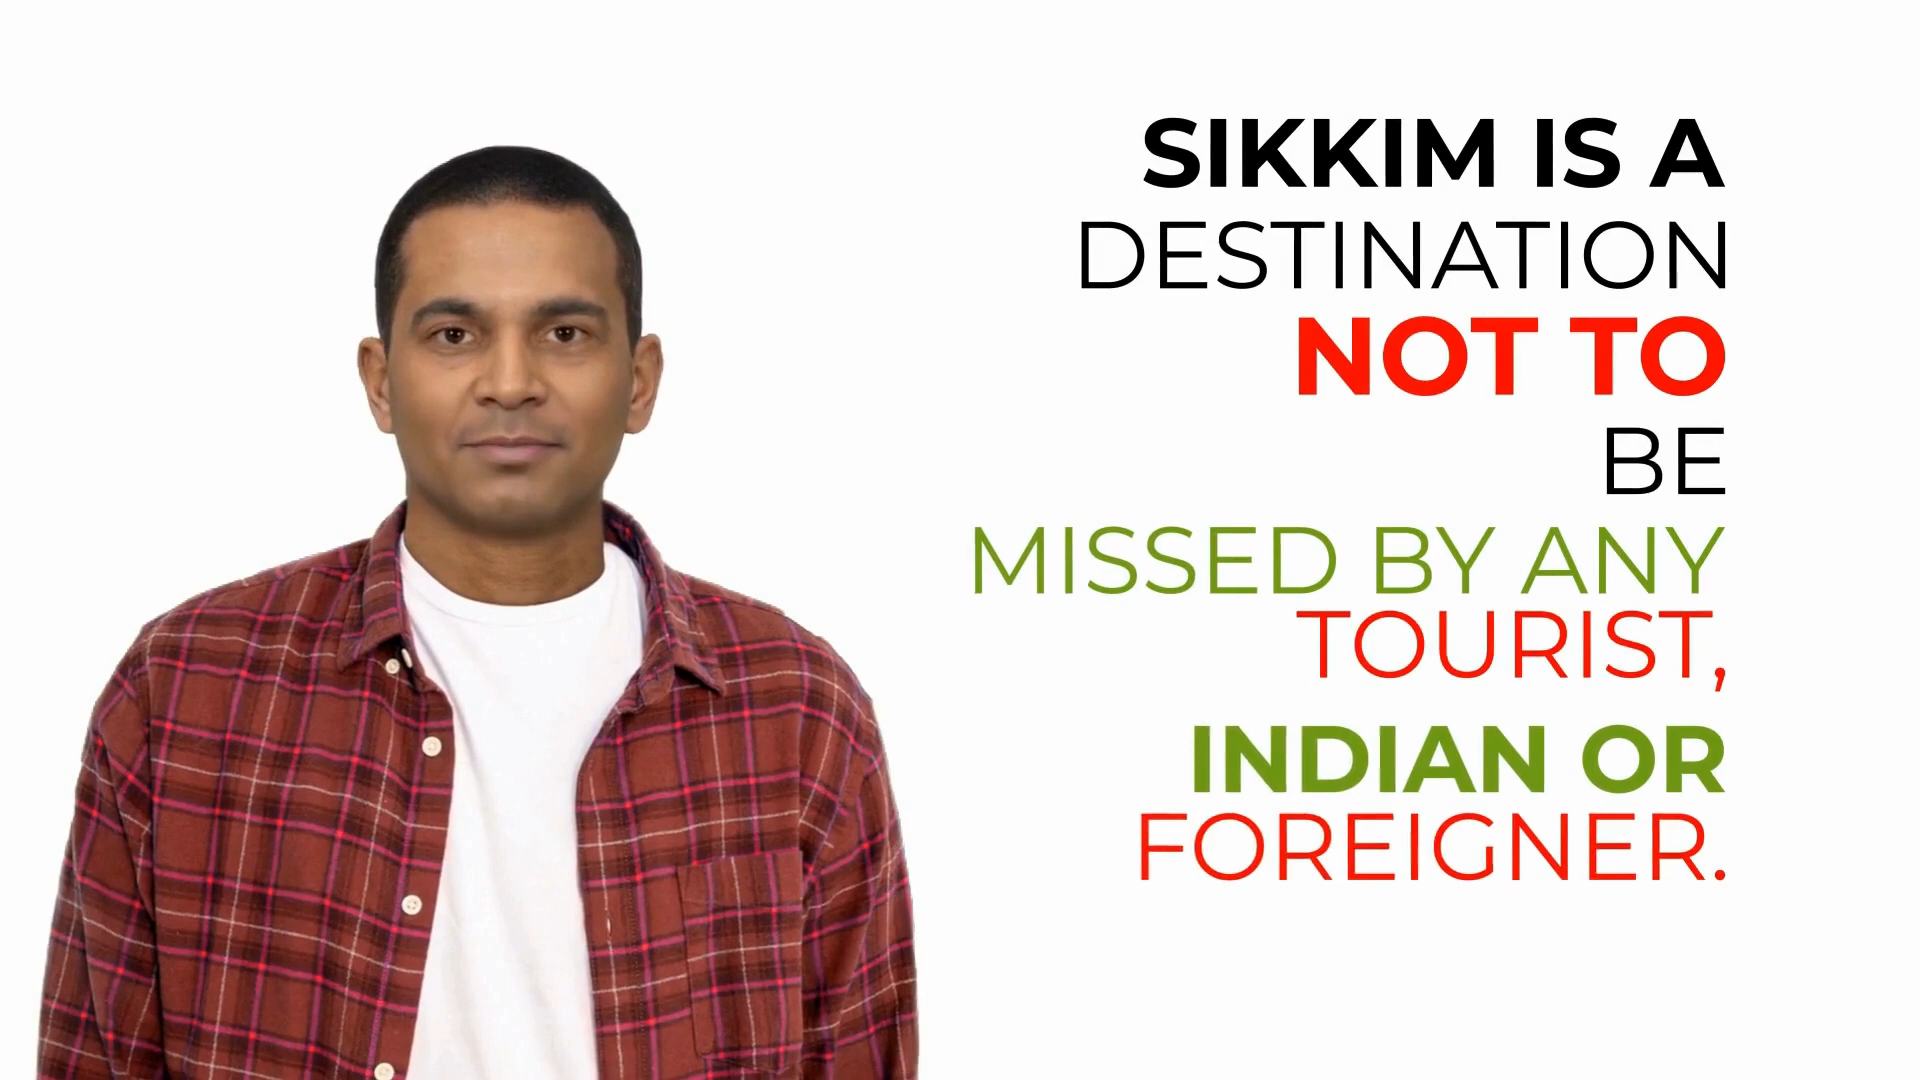 SIKKIM IS A
DESTINATION
NOT TO
BE
MISSED BY ANY
TOURIST,
INDIAN OR
FOREIGNER.